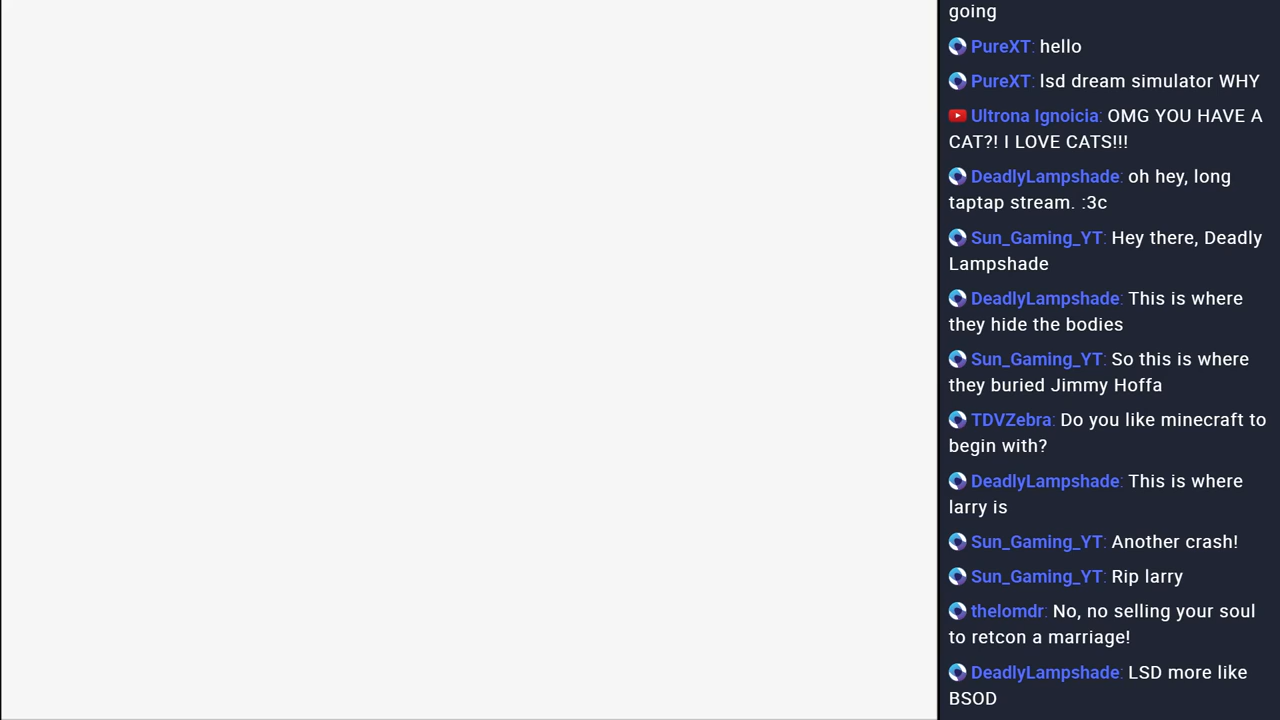 going
PureXT: hello
PureXT: lsd dream simulator WHY
Ultrona Ignoicia: OMG YOU HAVE A
CAT?! I LOVE CATS!!!
DeadlyLampshade: oh hey, long
taptap stream. :3c
Sun_Gaming_YT: Hey there, Deadly
Lampshade
DeadlyLampshade: This is where
they hide the bodies
Sun_Gaming_YT: So this is where
they buried Jimmy Hoffa
TDVZebra: Do you like minecraft to
begin with?
DeadlyLampshade: This is where
larry is
Sun_Gaming_YT: Another crash!
Sun_Gaming_YT: Rip larry
thelomdr: No, no selling your soul
to retcon a marriage!
DeadlyLampshade: LSD more like
BSOD